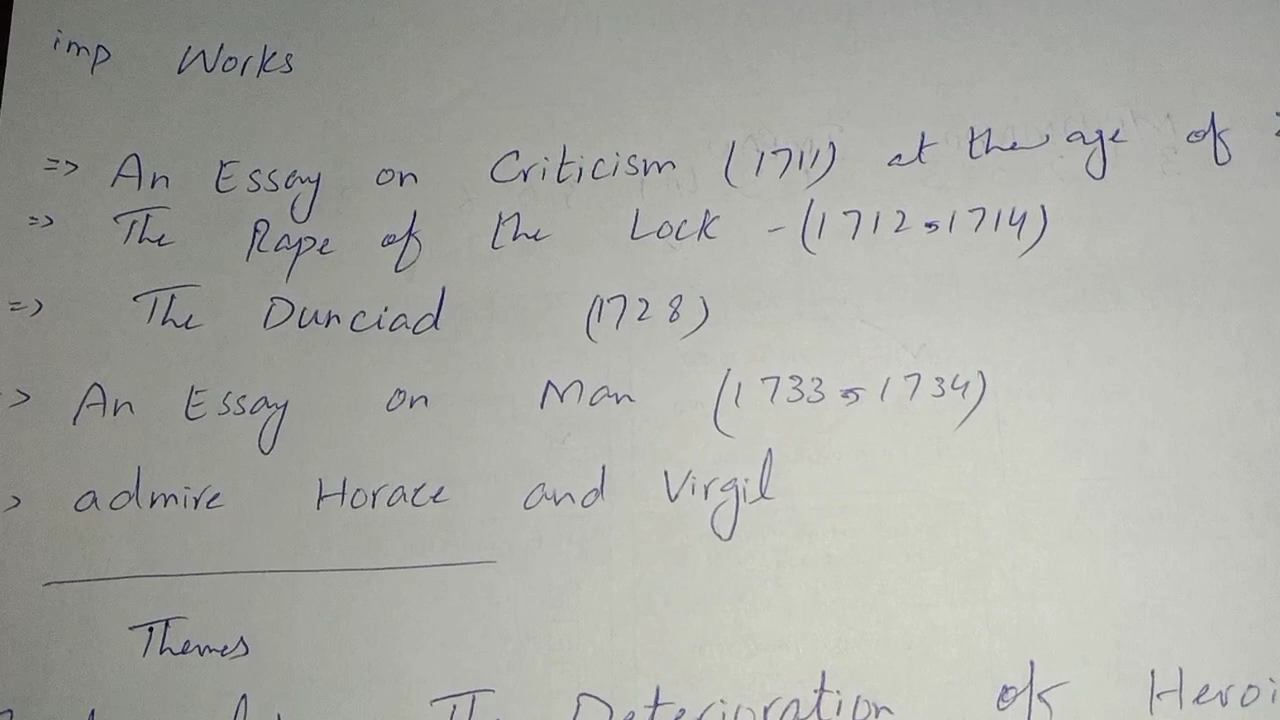 imp Works
=> An Essay on Criticism (1711) at the age of
=> The Rape of the Lock - (1712, 1714)
=> The Dunciad (1728)
> An Essay on Man (1733, 1734)
> admire Horace and Virgil
Themes
The Deterioration of Heroi